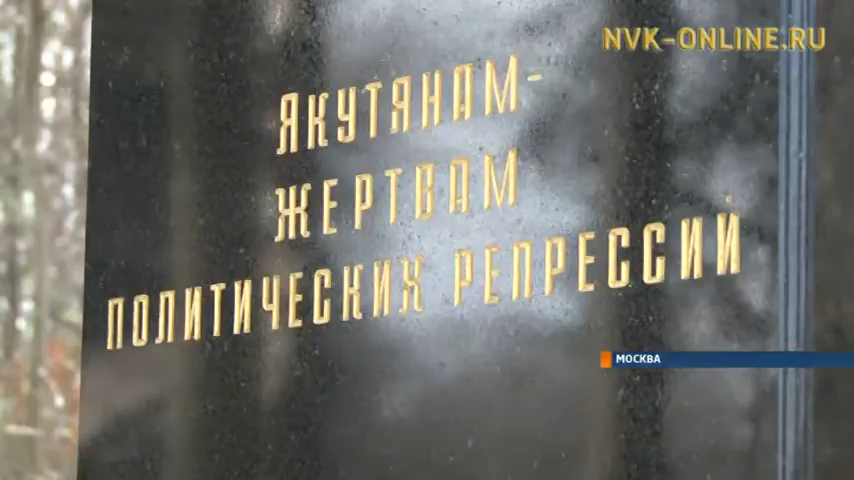 NVK-ONLINE.RU
ЯКУТЯНАМ-
ЖЕРТВАМ
ПОЛИТИЧЕСКИХ РЕПРЕССИЙ
МОСКВА